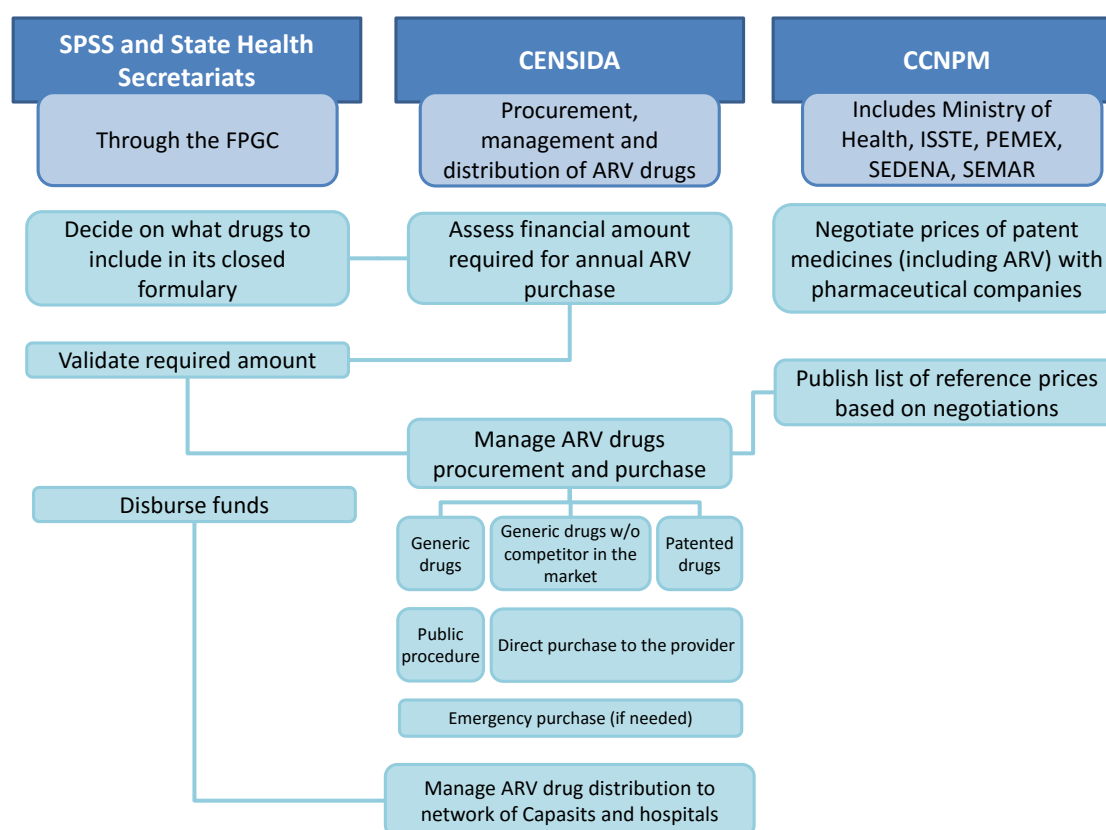 SPSS and State Health
Secretariats
Through the FPGC
CENSIDA
Procurement,
management and
distribution of ARV drugs
CCNPM
Includes Ministry of
Health, ISSTE, PEMEX,
SEDENA, SEMAR
Decide on what drugs to
include in its closed
formulary
Assess financial amount
required for annual ARV
purchase
Negotiate prices of patent
medicines (including ARV) with
pharmaceutical companies
Validate required amount
Publish list of reference prices
based on negotiations
Manage ARV drugs
procurement and purchase
Disburse funds
Generic
drugs
Generic drugs w/o
competitor in the
market
Patented
drugs
Public
procedure
Direct purchase to the provider
Emergency purchase (if needed)
Manage ARV drug distribution to
network of Capasits and hospitals